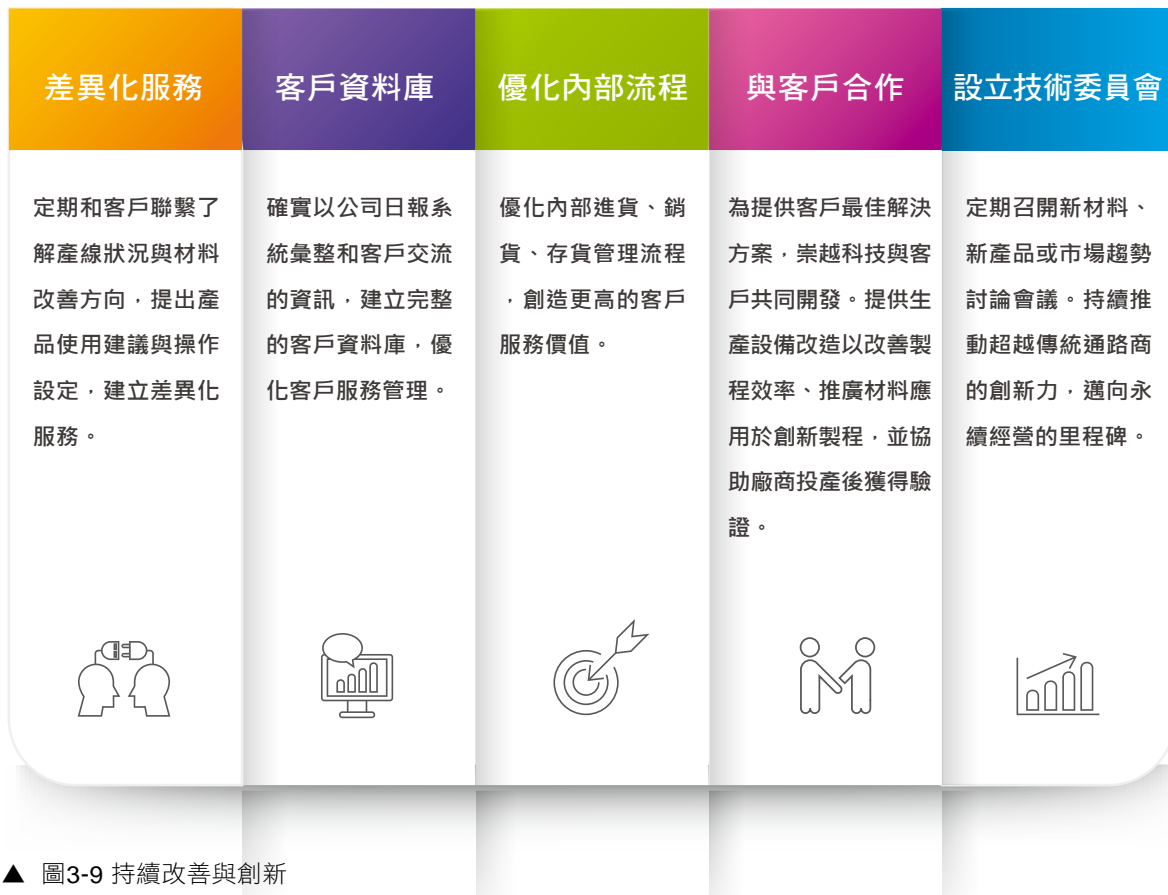 差異化服務
定期和客戶聯繫了
解產線狀況與材料
改善方向，提出產
品使用建議與操作
設定，建立差異化
服務。
客戶資料庫
確實以公司日報系
統彙整和客戶交流
的資訊，建立完整
的客戶資料庫，優
化客戶服務管理。
優化內部流程
優化內部進貨、銷
貨、存貨管理流程
，創造更高的客戶
服務價值。
與客戶合作
為提供客戶最佳解決
方案，崇越科技與客
戶共同開發。提供生
產設備改造以改善製
程效率、推廣材料應
用於創新製程，並協
助廠商投產後獲得驗
證。
設立技術委員會
定期召開新材料、
新產品或市場趨勢
討論會議。持續推
動超越傳統通路商
的創新力，邁向永
續經營的里程碑。
▲ 圖3-9 持續改善與創新